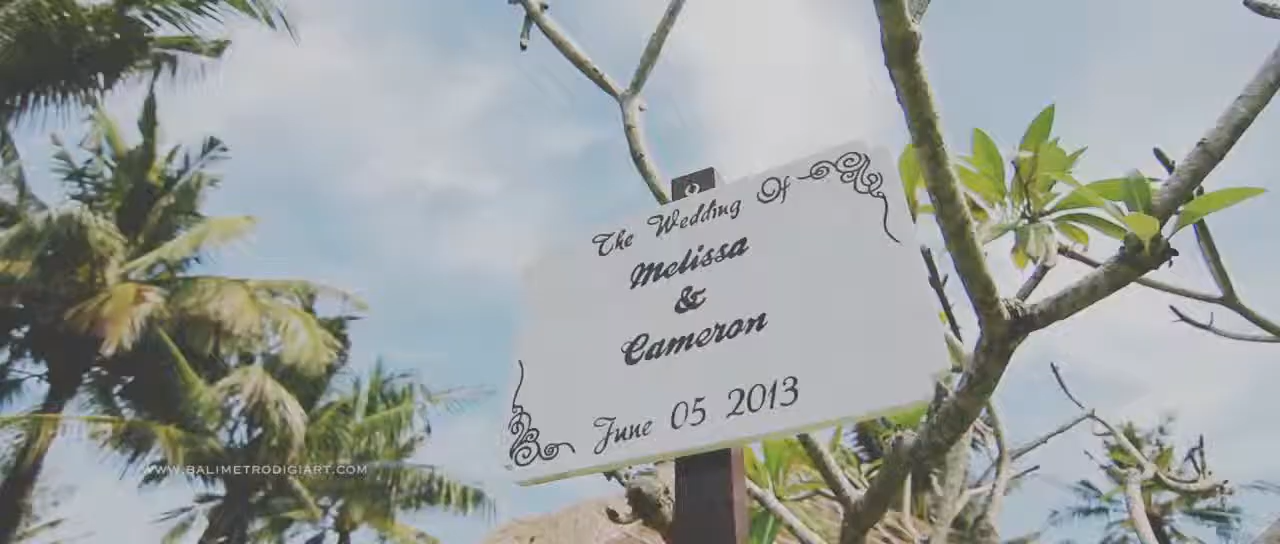 The Wedding Of
Melissa
&
Cameron
June 05 2013
WWW.BALIMETRODIGIART.COM